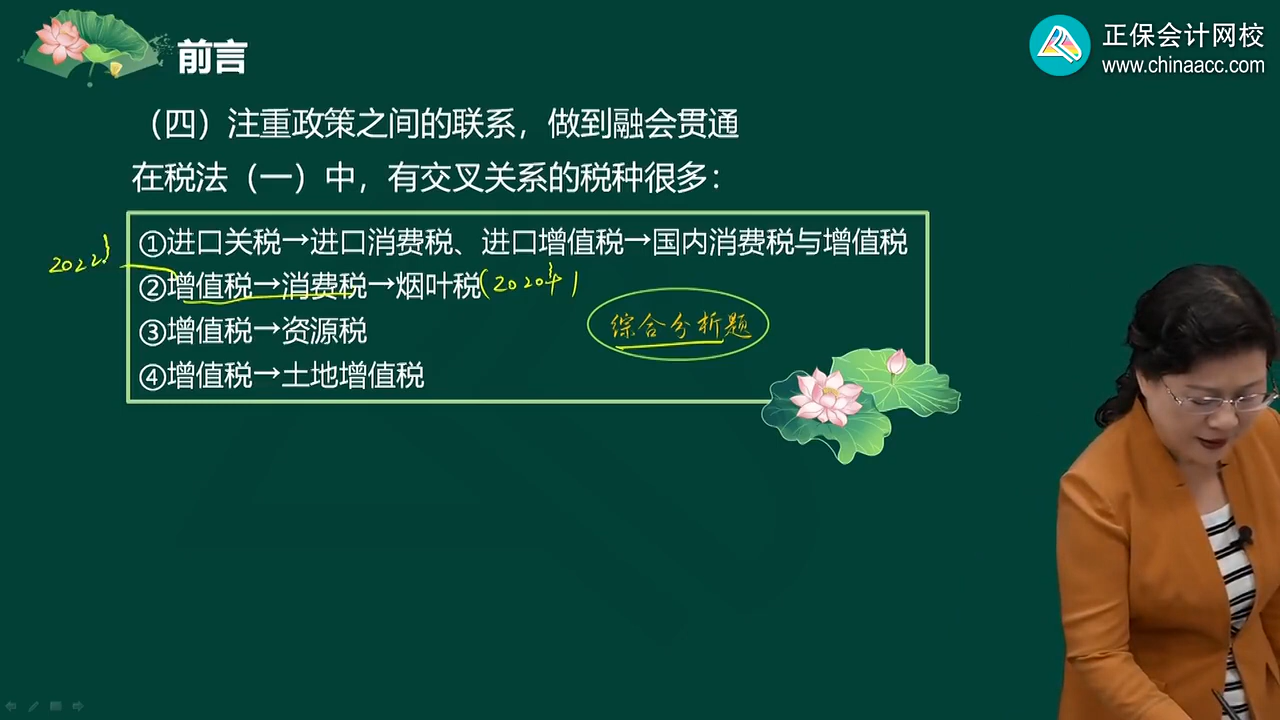 前言
正保会计网校
www.chinaacc.com
（四）注重政策之间的联系，做到融会贯通
在税法（一）中，有交叉关系的税种很多：
①进口关税→进口消费税、进口增值税→国内消费税与增值税
2022
②增值税→消费税→烟叶税(2020年)
③增值税→资源税
综合分析题
④增值税→土地增值税